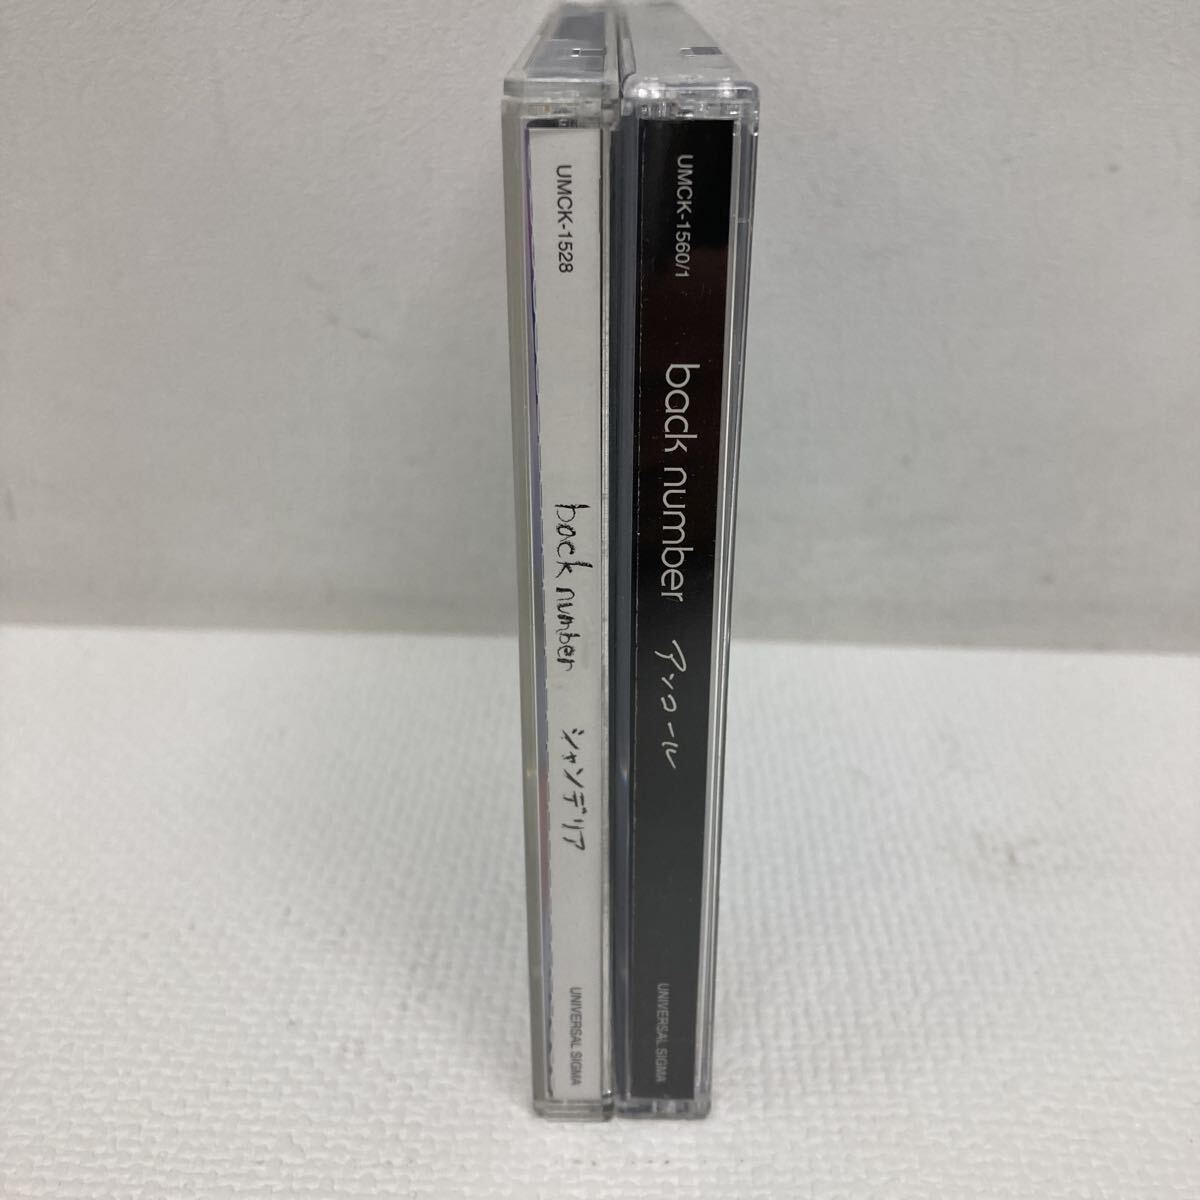 UMCK-1528
back number シャンデリア
UNIVERSAL SIGMA
UMCK-1560/1
back number アンコール
UNIVERSAL SIGMA